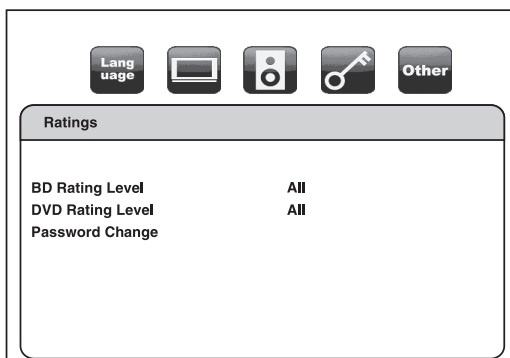 Lang
uage
Other
Ratings
BD Rating Level All
DVD Rating Level All
Password Change